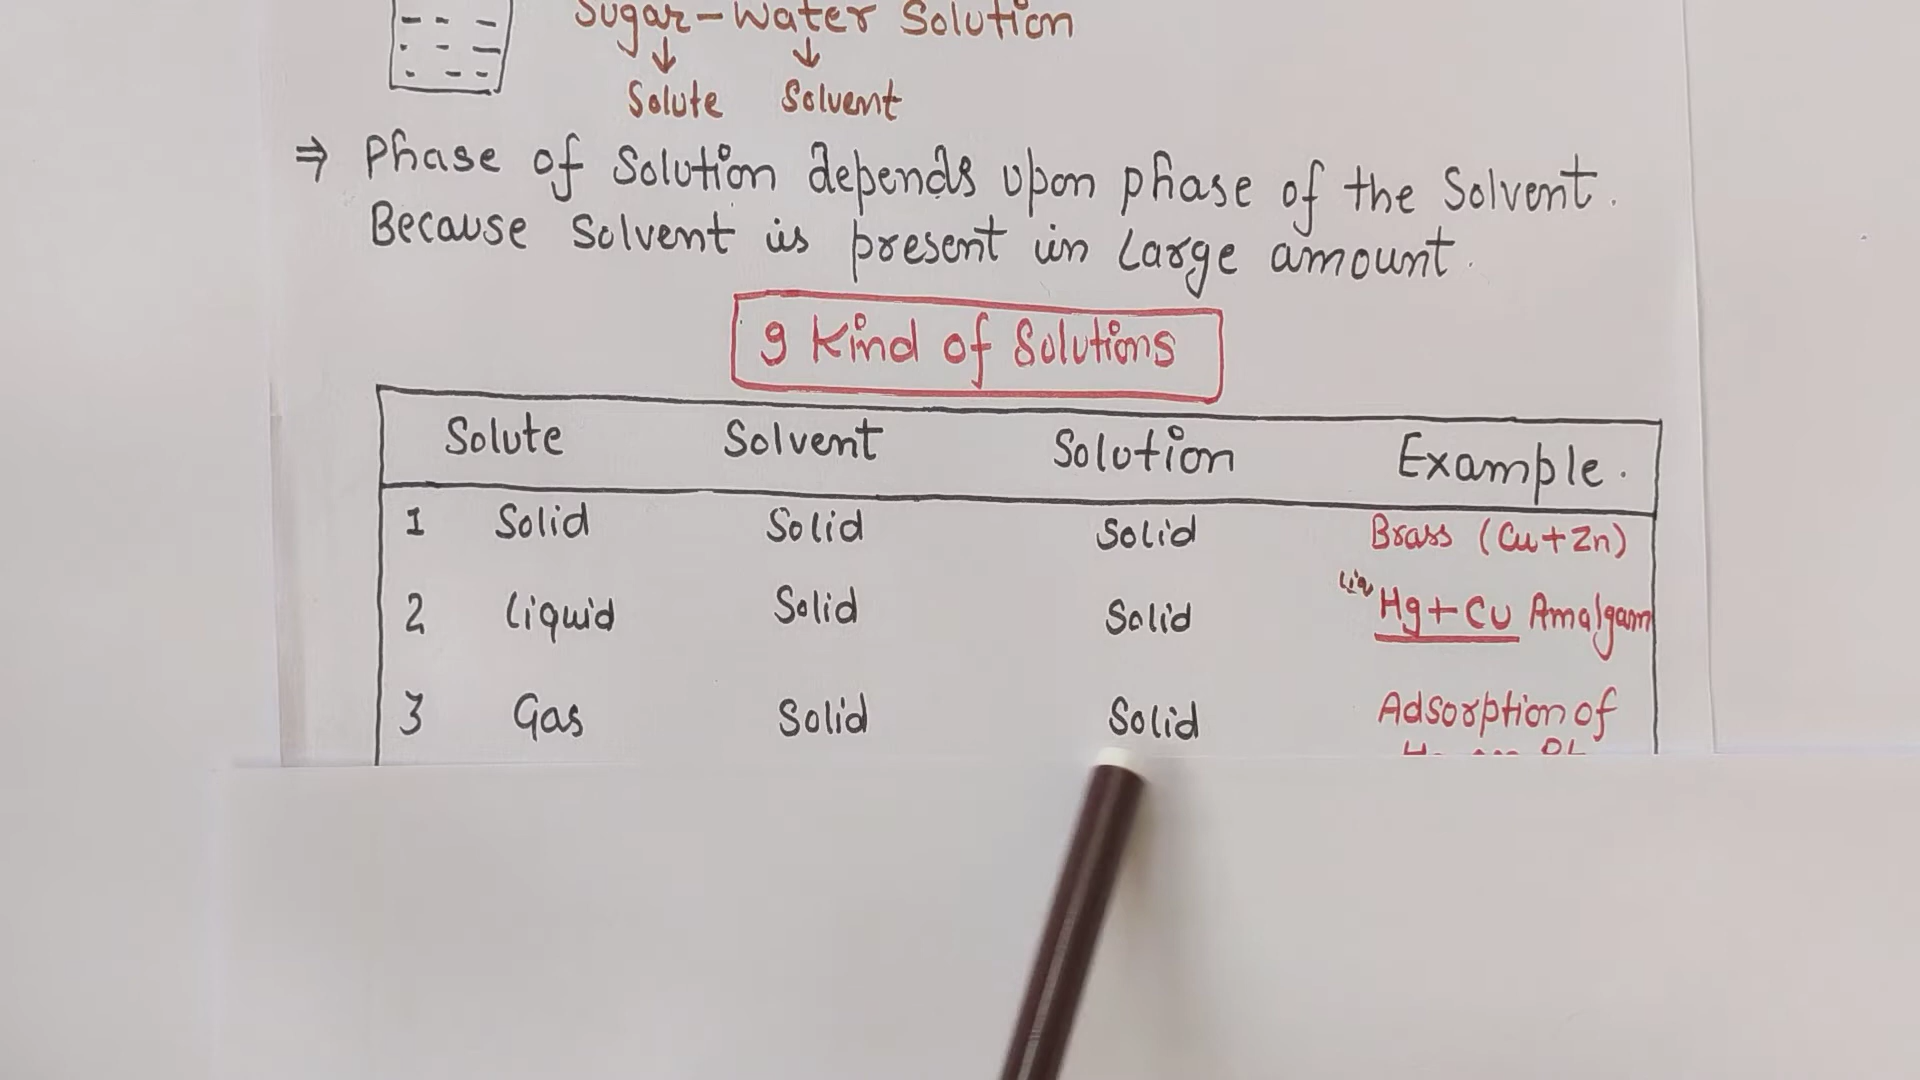 Sugar-Water Solution
Solute Solvent
⇒ Phase of Solution depends upon phase of the Solvent.
Because Solvent is present in Large amount.
9 Kind of Solutions
Solute Solvent Solution Example.
1 Solid Solid Solid Brass (Cu+Zn)
liq
2 liquid Solid Solid Hg+Cu Amalgam
3 Gas Solid Solid Adsorption of